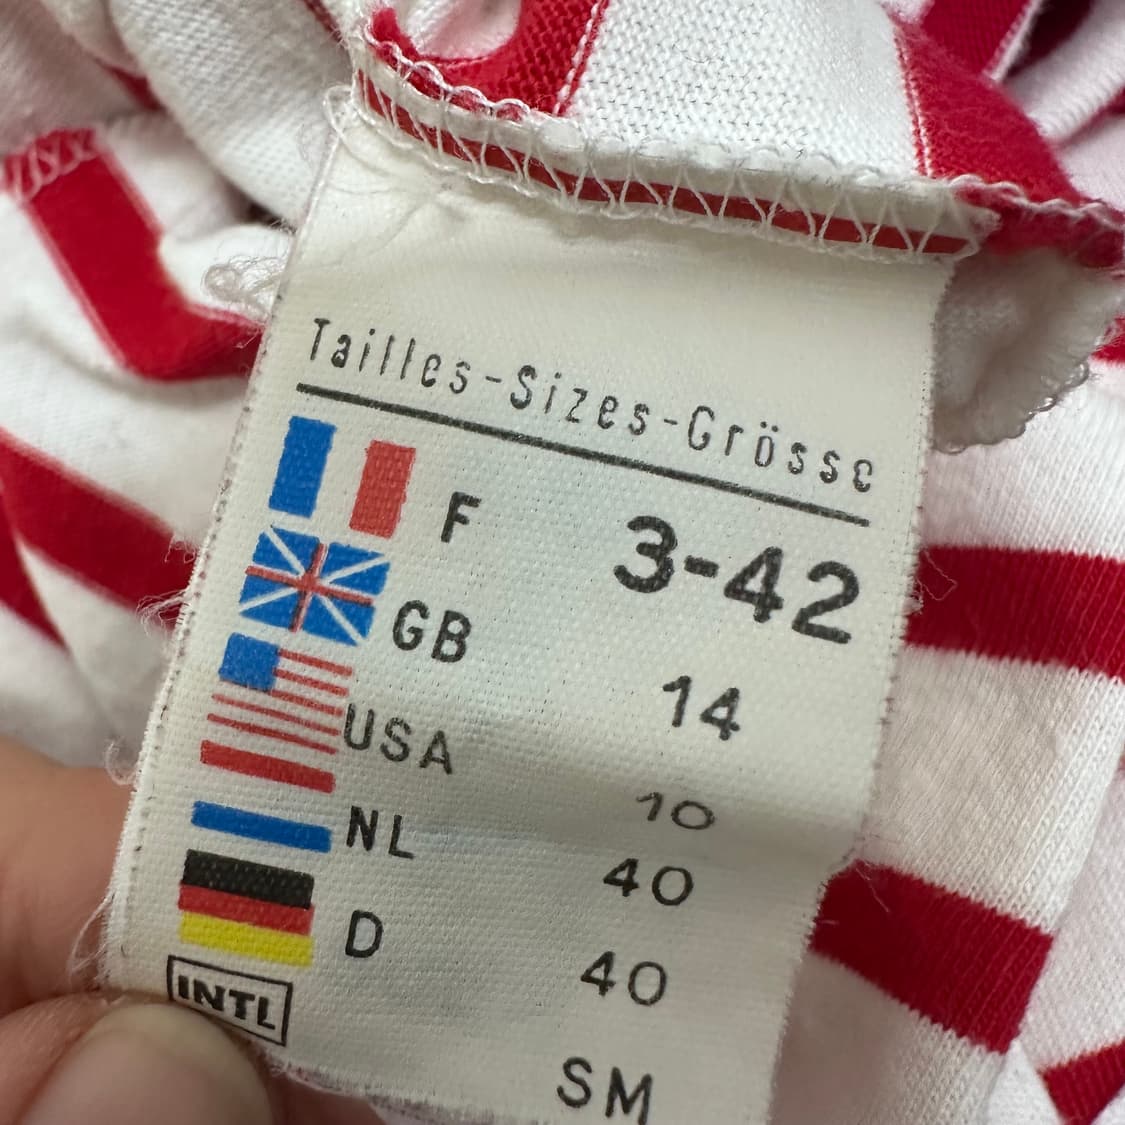 Tailles-Sizes-Grösse
F 3-42
GB 14
USA 10
NL 40
D 40
INTL SM